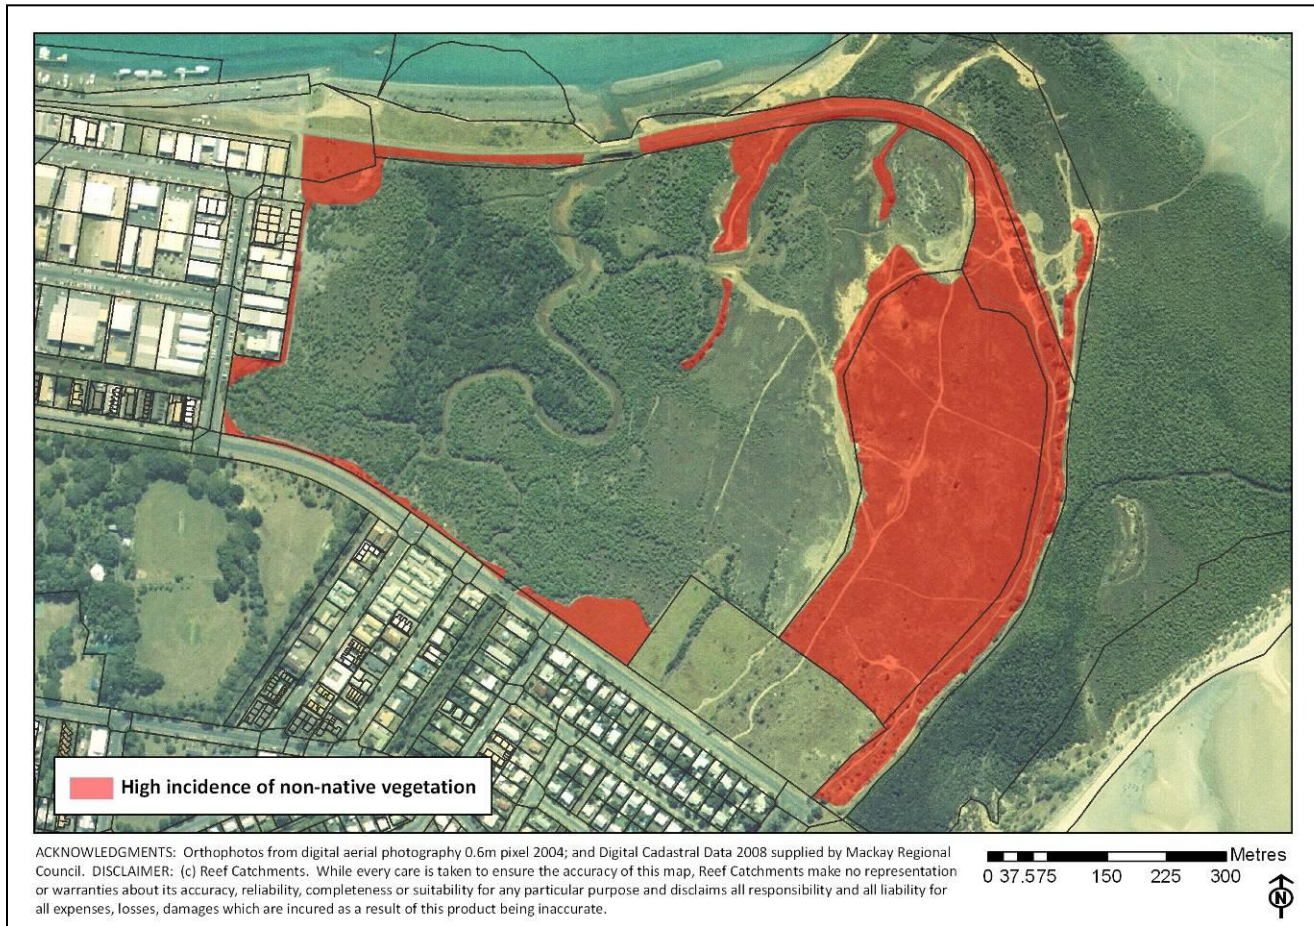 High incidence of non-native vegetation
ACKNOWLEDGMENTS: Orthophotos from digital aerial photography 0.6m pixel 2004; and Digital Cadastral Data 2008 supplied by Mackay Regional
Council. DISCLAIMER: (c) Reef Catchments. While every care is taken to ensure the accuracy of this map, Reef Catchments make no representation
or warranties about its accuracy, reliability, completeness or suitability for any particular purpose and disclaims all responsibility and all liability for
all expenses, losses, damages which are incured as a result of this product being inaccurate.
Metres
0 37.575 150 225 300
N